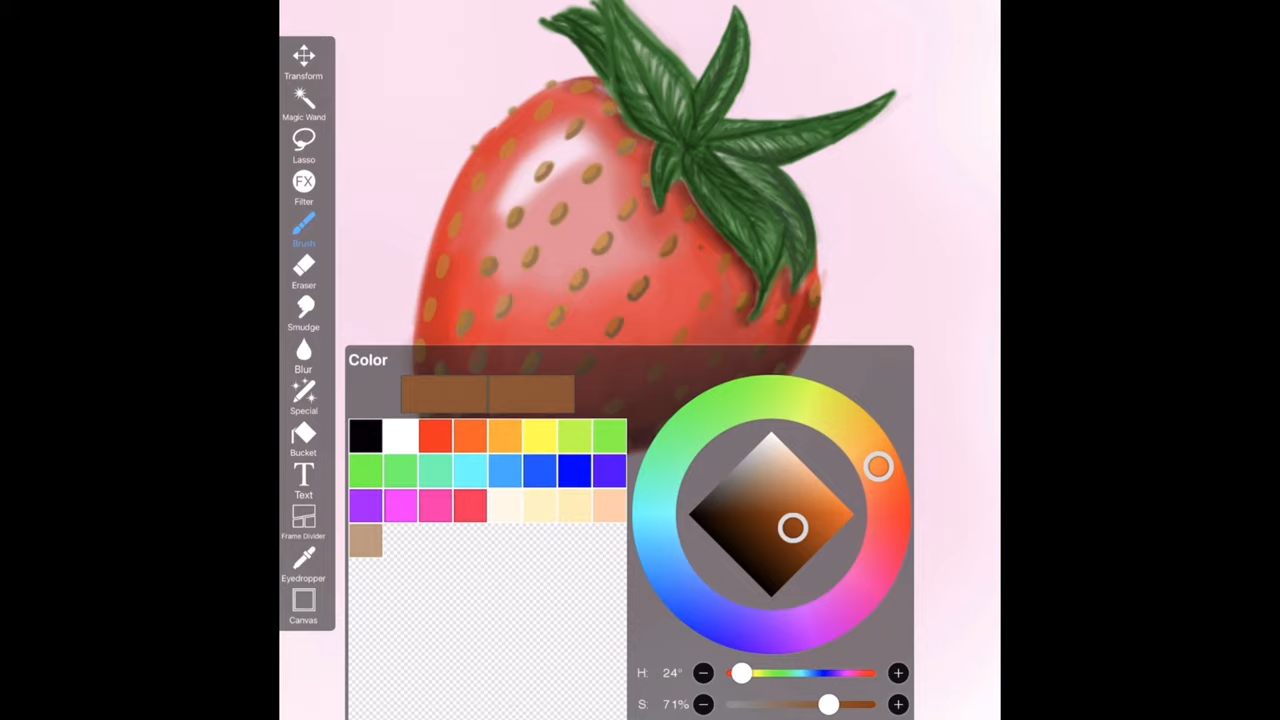 Transform
Magic Wand
Lasso
FX
Filter
Brush
Eraser
Smudge
Blur
Special
Bucket
T
Text
Frame Divider
Eyedropper
Canvas
Color
H: 24°
S: 71%